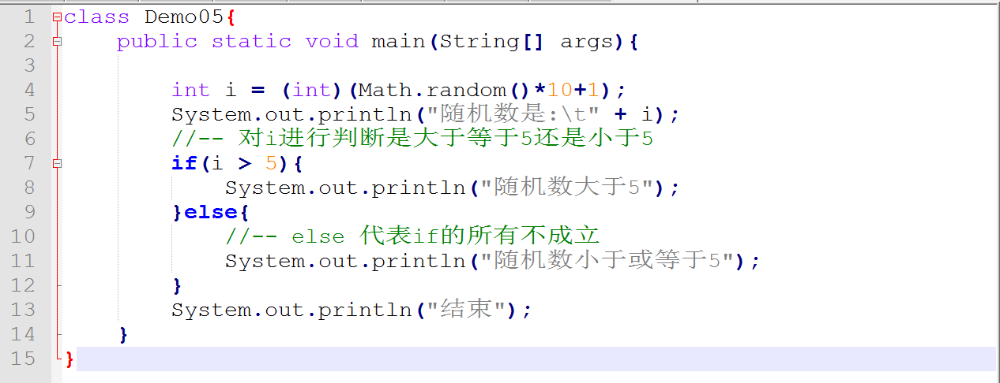 1 class Demo05{
2 public static void main(String[] args){
3
4 int i = (int)(Math.random()*10+1);
5 System.out.println("随机数是:\t" + i);
6 //-- 对i进行判断是大于等于5还是小于5
7 if(i > 5){
8 System.out.println("随机数大于5");
9 }else{
10 //-- else 代表if的所有不成立
11 System.out.println("随机数小于或等于5");
12 }
13 System.out.println("结束");
14 }
15 }